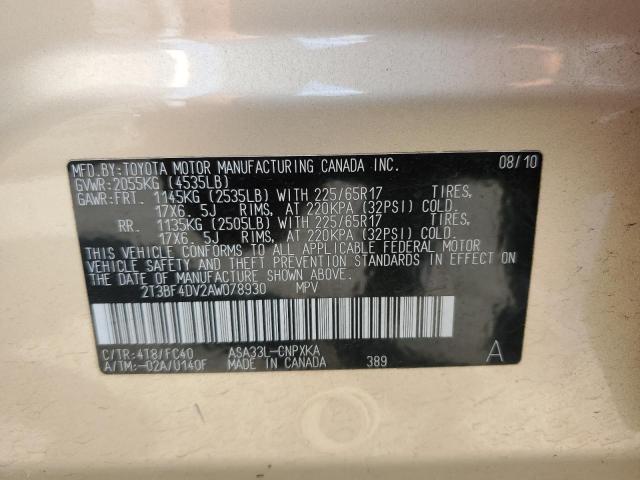 MFD.BY:TOYOTA MOTOR MANUFACTURING CANADA INC. 08/10
GVWR:2055KG (4535LB)
GAWR:FRT. 1145KG (2535LB) WITH 225/65R17 TIRES,
17X6. 5J RIMS, AT 220KPA (32PSI) COLD.
RR. 1135KG (2505LB) WITH 225/65R17 TIRES,
17X6. 5J RIMS, AT 220KPA (32PSI) COLD.
THIS VEHICLE CONFORMS TO ALL APPLICABLE FEDERAL MOTOR
VEHICLE SAFETY AND THEFT PREVENTION STANDARDS IN EFFECT ON
THE DATE OF MANUFACTURE SHOWN ABOVE.
2T3BF4DV2AW078930 MPV
C/TR:4T8/FC40 ASA33L-CNPXKA
A/TM:-02A/U140F MADE IN CANADA 389 A